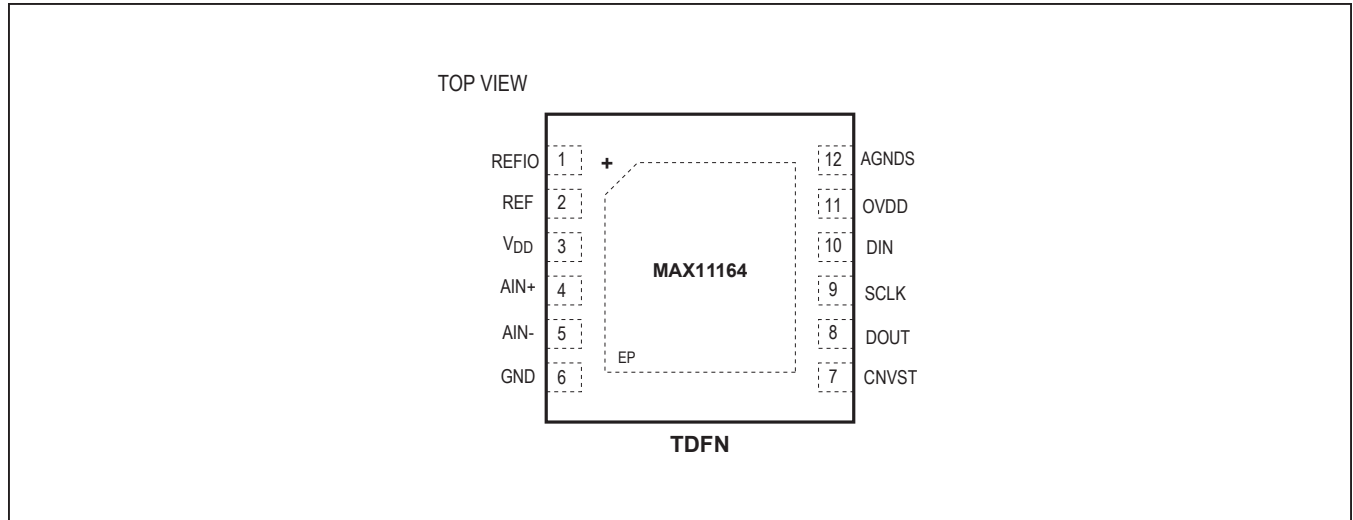 TOP VIEW
REFIO 1 + 12 AGNDS
REF 2 11 OVDD
VDD 3 10 DIN
MAX11164
AIN+ 4 9 SCLK
AIN- 5 8 DOUT
EP
GND 6 7 CNVST
TDFN